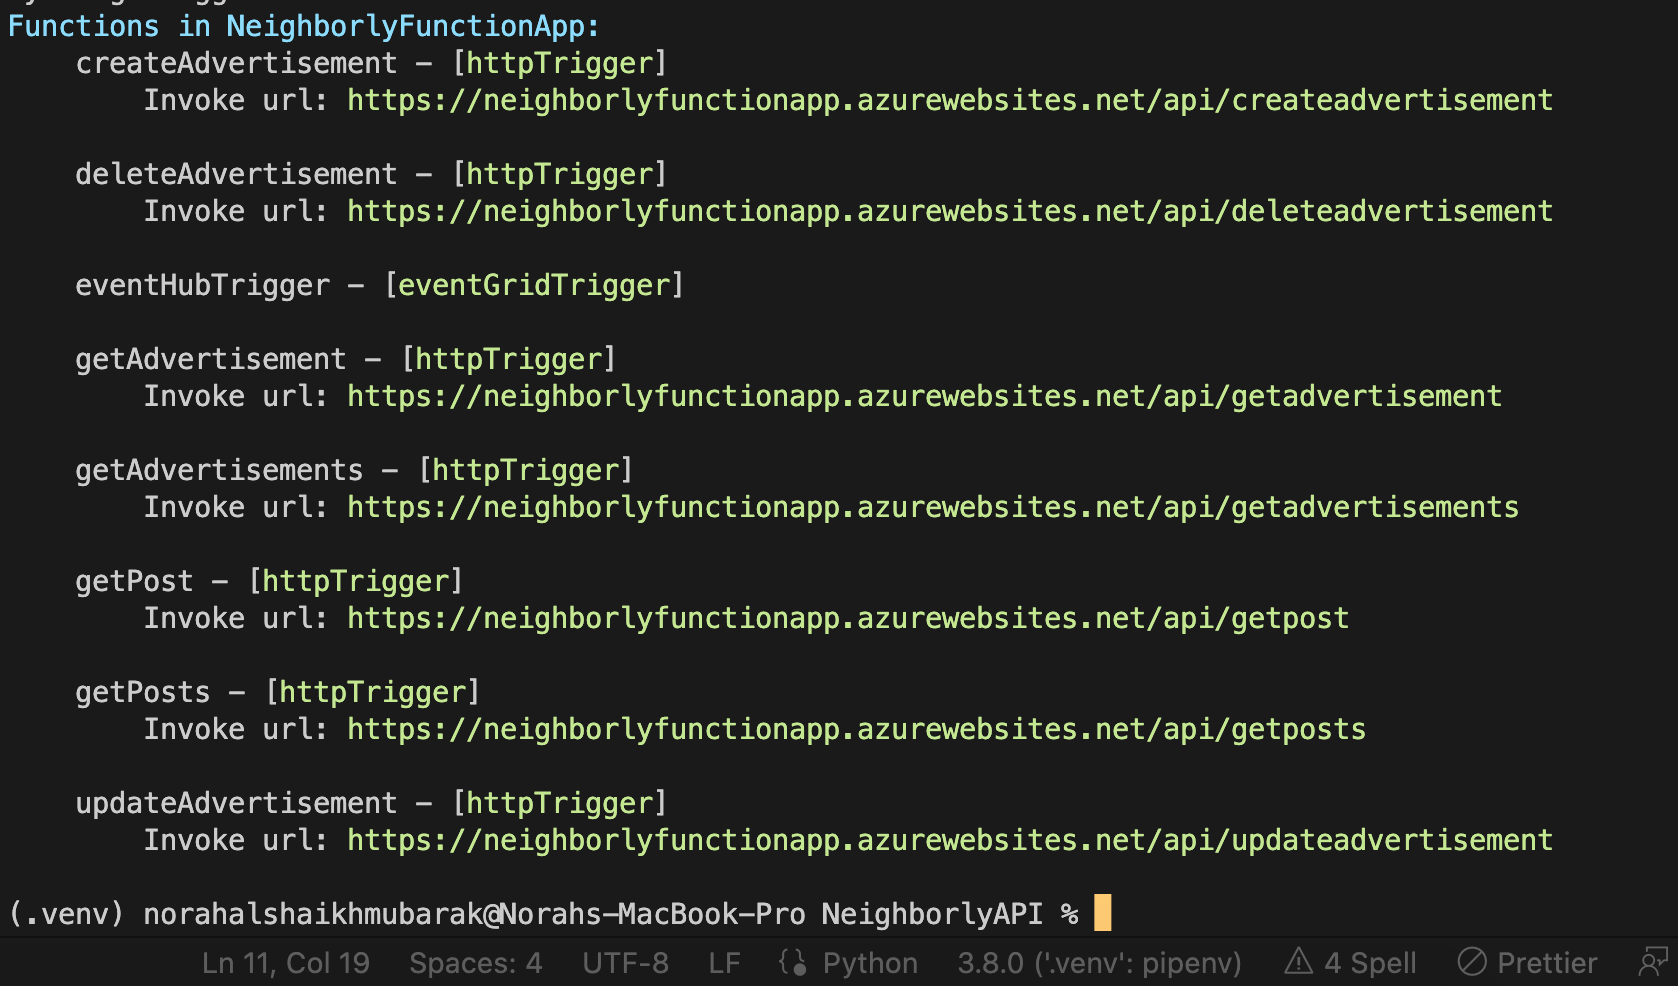 Functions in NeighborlyFunctionApp:
createAdvertisement - [httpTrigger]
Invoke url: https://neighborlyfunctionapp.azurewebsites.net/api/createadvertisement
deleteAdvertisement - [httpTrigger]
Invoke url: https://neighborlyfunctionapp.azurewebsites.net/api/deleteadvertisement
eventHubTrigger - [eventGridTrigger]
getAdvertisement - [httpTrigger]
Invoke url: https://neighborlyfunctionapp.azurewebsites.net/api/getadvertisement
getAdvertisements - [httpTrigger]
Invoke url: https://neighborlyfunctionapp.azurewebsites.net/api/getadvertisements
getPost - [httpTrigger]
Invoke url: https://neighborlyfunctionapp.azurewebsites.net/api/getpost
getPosts - [httpTrigger]
Invoke url: https://neighborlyfunctionapp.azurewebsites.net/api/getposts
updateAdvertisement - [httpTrigger]
Invoke url: https://neighborlyfunctionapp.azurewebsites.net/api/updateadvertisement
(.venv) norahalshaikhmubarak@Norahs-MacBook-Pro NeighborlyAPI %
Ln 11, Col 19 Spaces: 4 UTF-8 LF Python 3.8.0 ('.venv': pipenv) 4 Spell Prettier